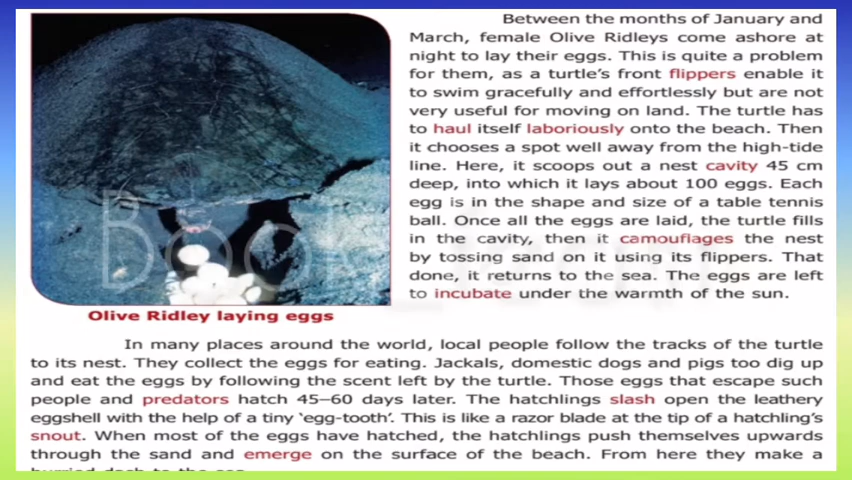 Between the months of January and
March, female Olive Ridleys come ashore at
night to lay their eggs. This is quite a problem
for them, as a turtle's front flippers enable it
to swim gracefully and effortlessly but are not
very useful for moving on land. The turtle has
to haul itself laboriously onto the beach. Then
it chooses a spot well away from the high-tide
line. Here, it scoops out a nest cavity 45 cm
deep, into which it lays about 100 eggs. Each
egg is in the shape and size of a table tennis
ball. Once all the eggs are laid, the turtle fills
in the cavity, then it camouflages the nest
by tossing sand on it using its flippers. That
done, it returns to the sea. The eggs are left
to incubate under the warmth of the sun.
Olive Ridley laying eggs
In many places around the world, local people follow the tracks of the turtle
to its nest. They collect the eggs for eating. Jackals, domestic dogs and pigs too dig up
and eat the eggs by following the scent left by the turtle. Those eggs that escape such
people and predators hatch 45–60 days later. The hatchlings slash open the leathery
eggshell with the help of a tiny 'egg-tooth'. This is like a razor blade at the tip of a hatchling's
snout. When most of the eggs have hatched, the hatchlings push themselves upwards
through the sand and emerge on the surface of the beach. From here they make a